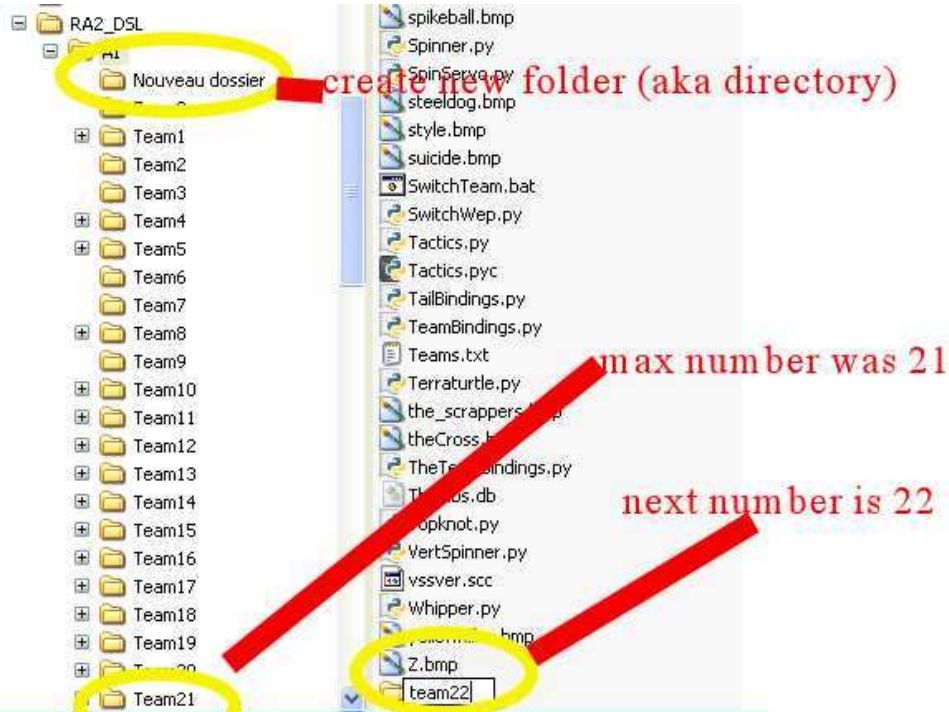 RA2_DSL
AI
Nouveau dossier
Team1
Team2
Team3
Team4
Team5
Team6
Team7
Team8
Team9
Team10
Team11
Team12
Team13
Team14
Team15
Team16
Team17
Team18
Team19
Team21
spikeball.bmp
Spinner.py
SpinServo.py
steeldog.bmp
style.bmp
suicide.bmp
SwitchTeam.bat
SwitchWep.py
Tactics.py
Tactics.pyc
TailBindings.py
TeamBindings.py
Teams.txt
Terraturtle.py
VertSpinner.py
vssver.scc
Whipper.py
Z.bmp
team22
create new folder (aka directory)
max number was 21
next number is 22